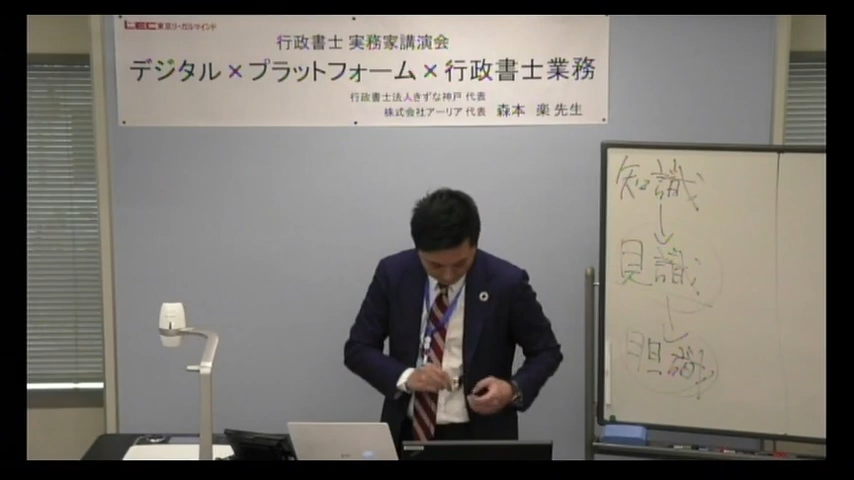 東京リーガルマインド
行政書士 実務家講演会
デジタル×プラットフォーム×行政書士業務
行政書士法人きずな神戸 代表
株式会社アーリア 代表 森本 楽 先生
知識
↓
見識
↓
胆識